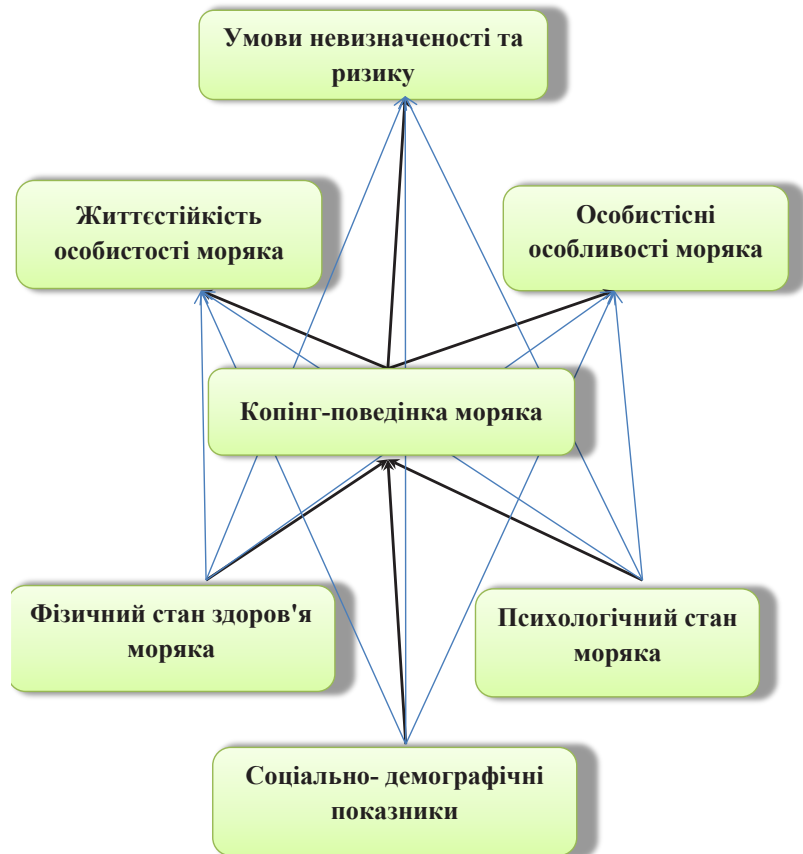 Умови невизначеності та
ризику
Життєстійкість
особистості моряка
Особистісні
особливості моряка
Копінг-поведінка моряка
Фізичний стан здоров'я
моряка
Психологічний стан
моряка
Соціально- демографічні
показники